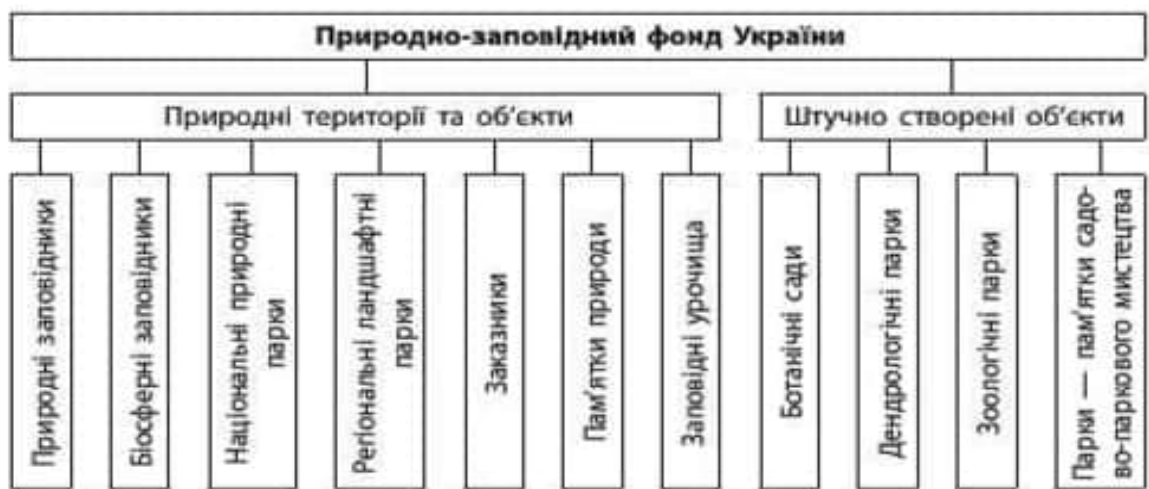 Природно-заповідний фонд України
Природні території та об'єкти
Штучно створені об'єкти
Природні заповідники
Біосферні заповідники
Національні природні
парки
Регіональні ландшафтні
парки
Заказники
Пам'ятки природи
Заповідні урочища
Ботанічні сади
Дендрологічні парки
Зоологічні парки
Парки — пам'ятки садо-
во-паркового мистецтва